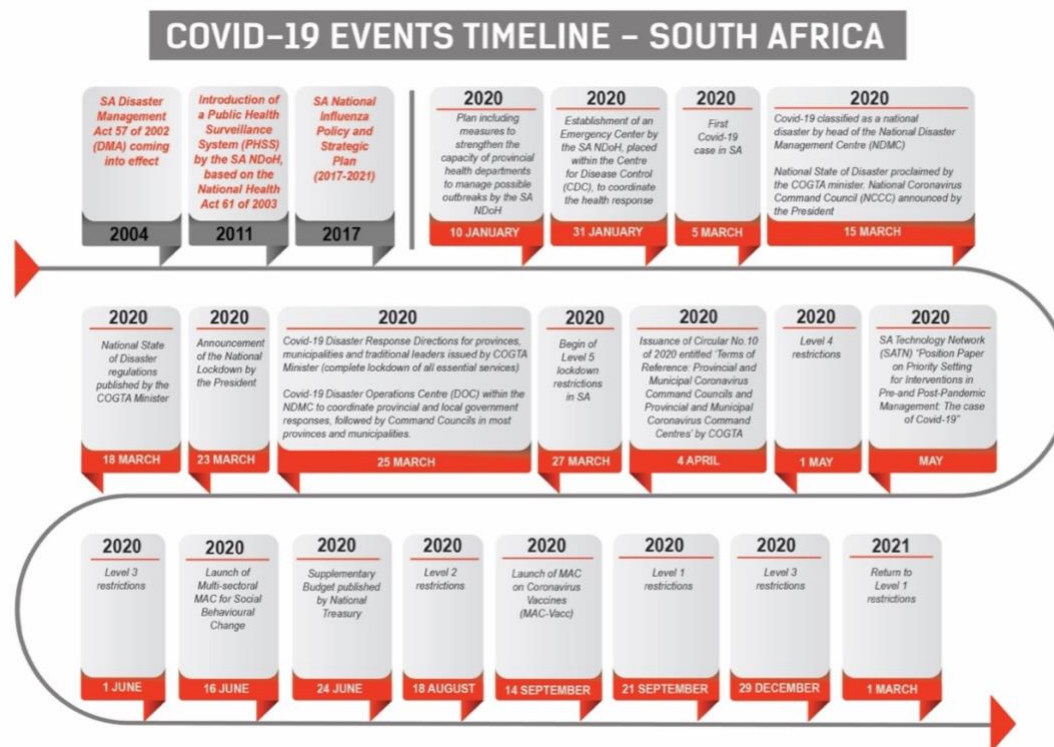 COVID-19 EVENTS TIMELINE – SOUTH AFRICA
SA Disaster
Management
Act 57 of 2002
(DMA) coming
into effect
2004
Introduction of
a Public Health
Surveillance
System (PHSS)
by the SA NDoH,
based on the
National Health
Act 61 of 2003
2011
SA National
Influenza
Policy and
Strategic
Plan
(2017-2021)
2017
2020
Plan including
measures to
strengthen the
capacity of provincial
health departments
to manage possible
outbreaks by the SA
NDoH
10 JANUARY
2020
Establishment of an
Emergency Center by
the SA NDoH, placed
within the Centre
for Disease Control
(CDC), to coordinate
the health response
31 JANUARY
2020
First
Covid-19
case in SA
5 MARCH
2020
Covid-19 classified as a national
disaster by head of the National Disaster
Management Centre (NDMC)
National State of Disaster proclaimed
by the COGTA minister. National Coronavirus
Command Council (NCCC) announced by
the President
15 MARCH
2020
National State
of Disaster
regulations
published by the
COGTA Minister
18 MARCH
2020
Announcement
of the National
Lockdown by
the President
23 MARCH
2020
Covid-19 Disaster Response Directions for provinces,
municipalities and traditional leaders issued by COGTA
Minister (complete lockdown of all essential services)
Covid-19 Disaster Operations Centre (DOC) within the
NDMC to coordinate provincial and local government
responses, followed by Command Councils in most
provinces and municipalities.
25 MARCH
2020
Begin of
Level 5
lockdown
restrictions
in SA
27 MARCH
2020
Issuance of Circular No.10
of 2020 entitled ‘Terms of
Reference: Provincial and
Municipal Coronavirus
Command Councils and
Provincial and Municipal
Coronavirus Command
Centres’ by COGTA
4 APRIL
2020
Level 4
restrictions
1 MAY
2020
SA Technology Network
(SATN) “Position Paper
on Priority Setting
for Interventions in
Pre-and Post-Pandemic
Management. The case
of Covid-19”
MAY
2020
Level 3
restrictions
1 JUNE
2020
Launch of
Multi-sectoral
MAC for Social
Behavioural
Change
16 JUNE
2020
Supplementary
Budget published
by National
Treasury
24 JUNE
2020
Level 2
restrictions
18 AUGUST
2020
Launch of MAC
on Coronavirus
Vaccines
(MAC-Vacc)
14 SEPTEMBER
2020
Level 1
restrictions
21 SEPTEMBER
2020
Level 3
restrictions
29 DECEMBER
2021
Return to
Level 1
restrictions
1 MARCH